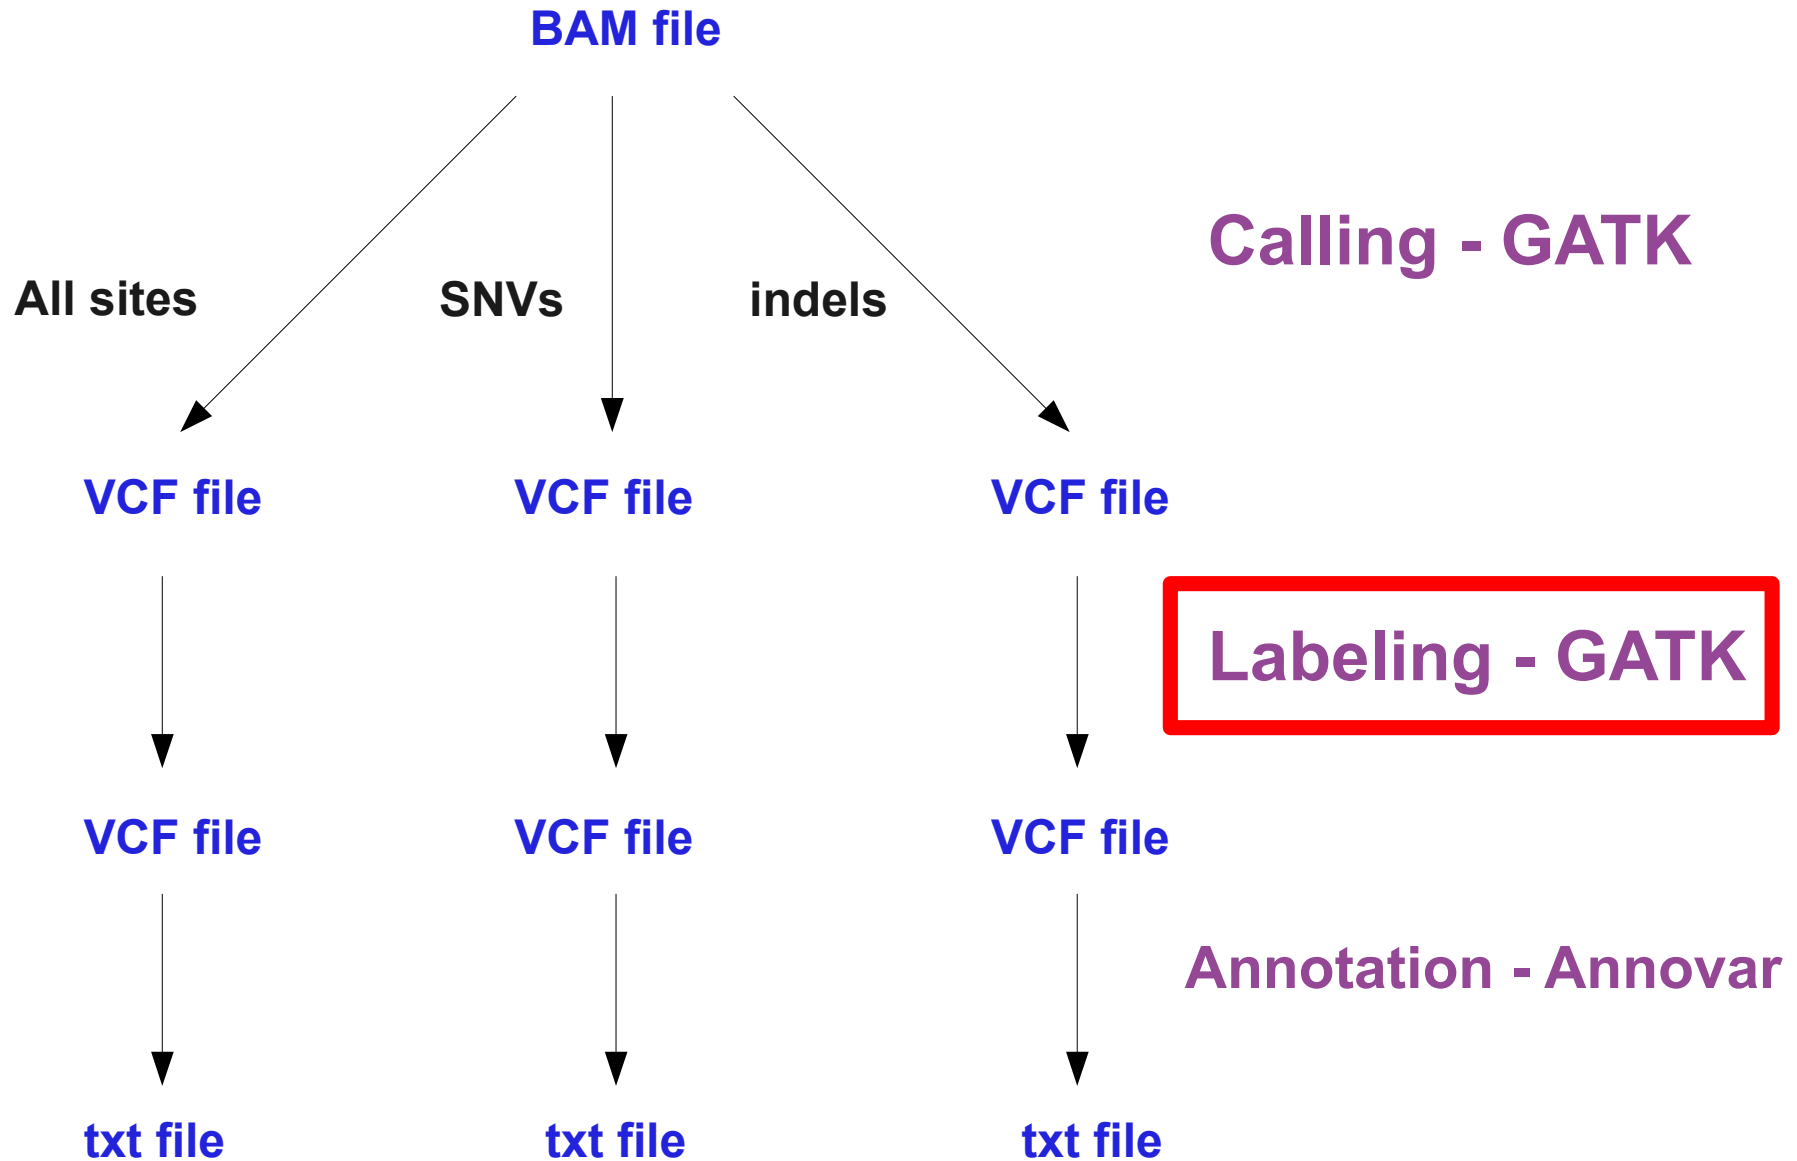 BAM file
Calling - GATK
All sites
SNVs
indels
VCF file
VCF file
VCF file
Labeling - GATK
VCF file
VCF file
VCF file
Annotation - Annovar
txt file
txt file
txt file